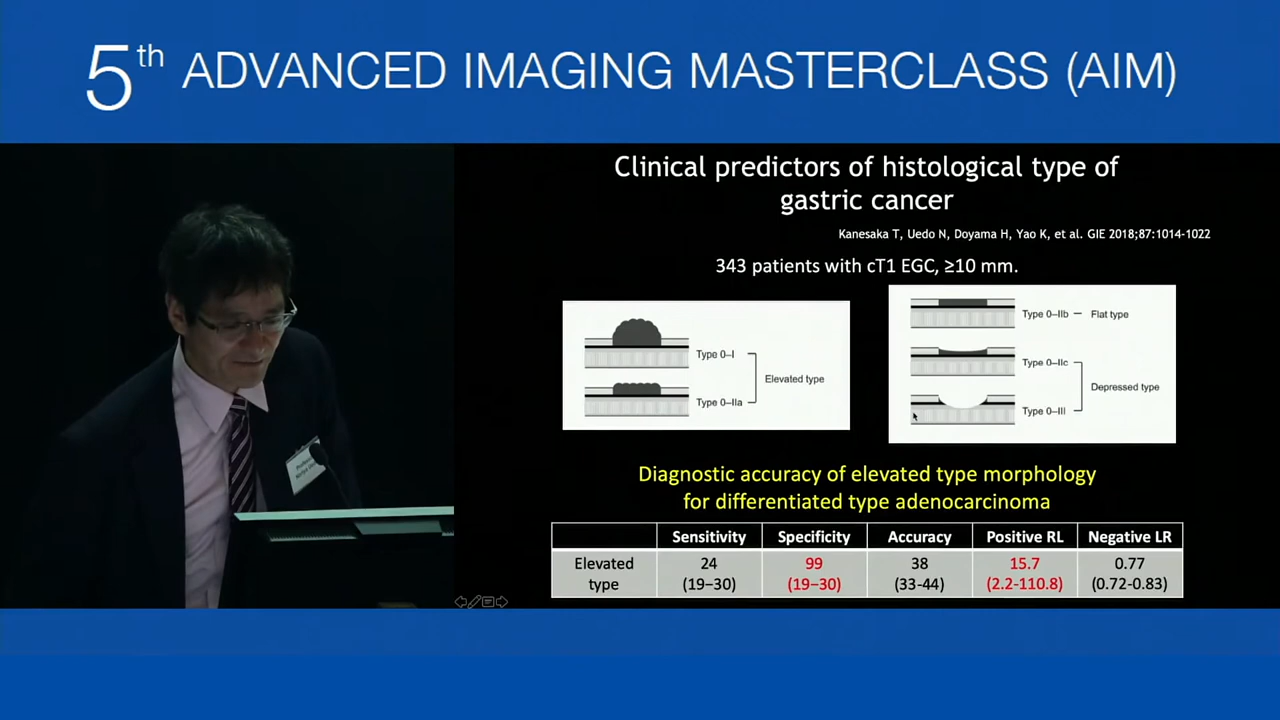 5th ADVANCED IMAGING MASTERCLASS (AIM)
Clinical predictors of histological type of
gastric cancer
Kanesaka T, Uedo N, Doyama H, Yao K, et al. GIE 2018;87:1014-1022
343 patients with cT1 EGC, ≥10 mm.
Type 0–I
Type 0–IIa
Elevated type
Type 0–IIb – Flat type
Type 0–IIc
Type 0–III
Depressed type
Diagnostic accuracy of elevated type morphology
for differentiated type adenocarcinoma
Sensitivity Specificity Accuracy Positive RL Negative LR
Elevated type 24 99 38 15.7 0.77
(19–30) (19–30) (33-44) (2.2-110.8) (0.72-0.83)